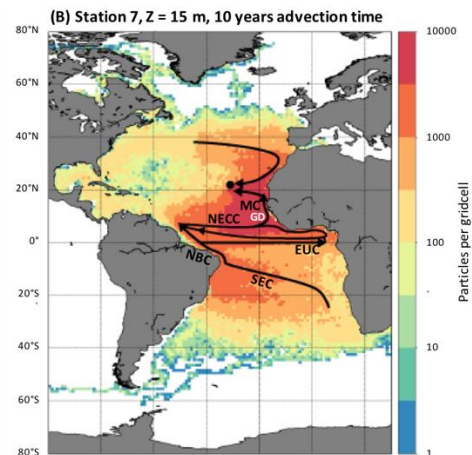 (B) Station 7, Z = 15 m, 10 years advection time
80°N
60°N
40°N
20°N
0°
20°S
40°S
60°S
80°S
MC
NECC
GD
EUC
NBC
SEC
10000
1000
100
10
1
Particles per gridcell